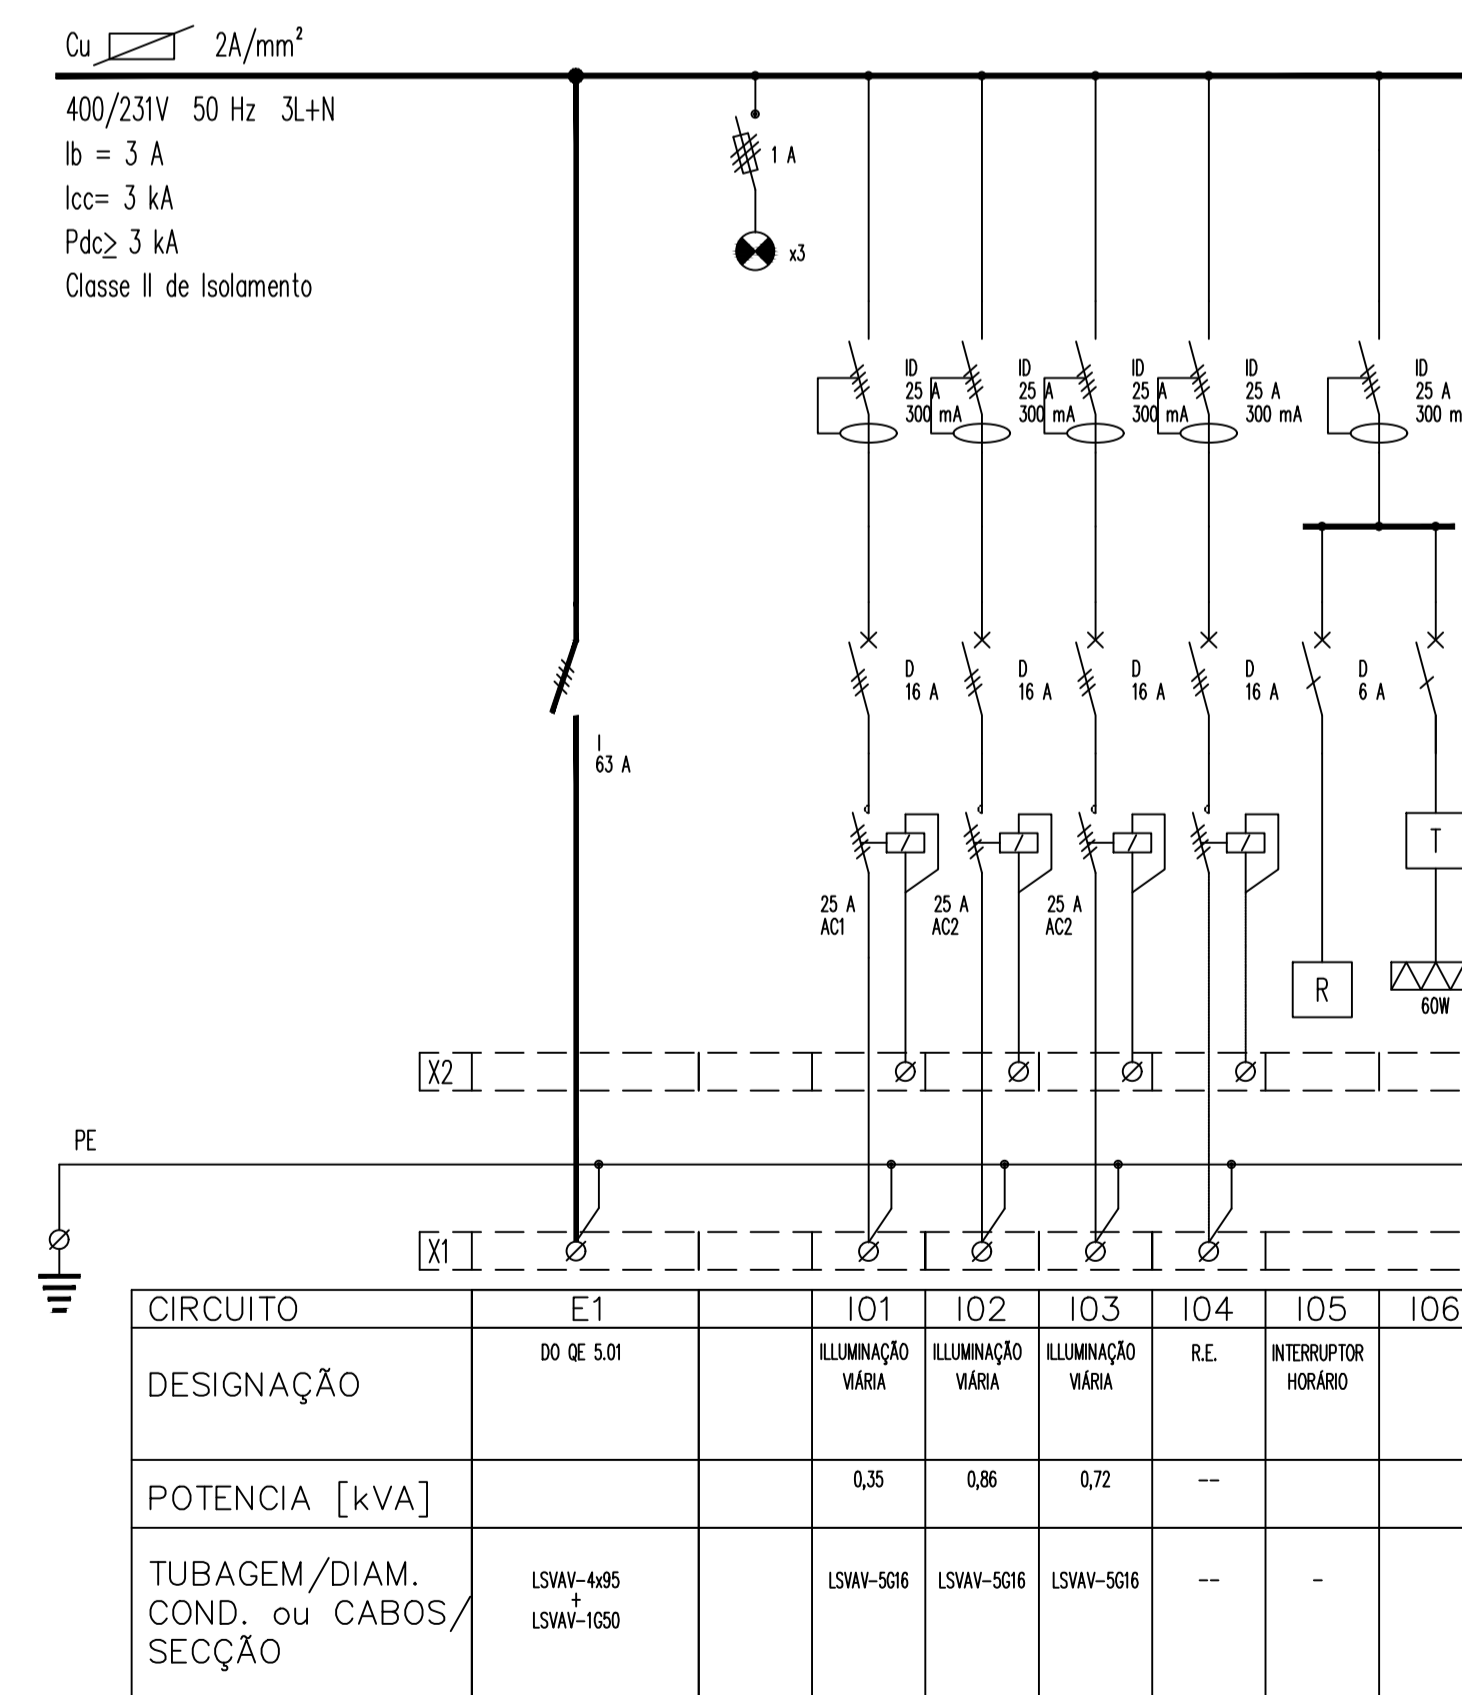 Cu 2A/mm²
400/231V 50 Hz 3L+N
Ib = 3 A
Icc= 3 kA
Pdc≥ 3 kA
Classe II de Isolamento
1 A
x3
ID ID ID ID ID
25 A 25 A 25 A 25 A 25 A
300 mA 300 mA 300 mA 300 mA 300 m
D D D D D
16 A 16 A 16 A 16 A 6 A
I
63 A
T
25 A 25 A 25 A
AC1 AC2 AC2
R
60W
X2
PE
X1
CIRCUITO E1 I01 I02 I03 I04 I05 I06
DO QE 5.01 ILLUMINAÇÃO ILLUMINAÇÃO ILLUMINAÇÃO R.E. INTERRUPTOR
VIÁRIA VIÁRIA VIÁRIA HORÁRIO
DESIGNAÇÃO
POTENCIA [kVA] 0,35 0,86 0,72 --
TUBAGEM/DIAM. LSVAV-4x95 LSVAV-5G16 LSVAV-5G16 LSVAV-5G16 -- -
COND. ou CABOS/ +
SECÇÃO LSVAV-1G50